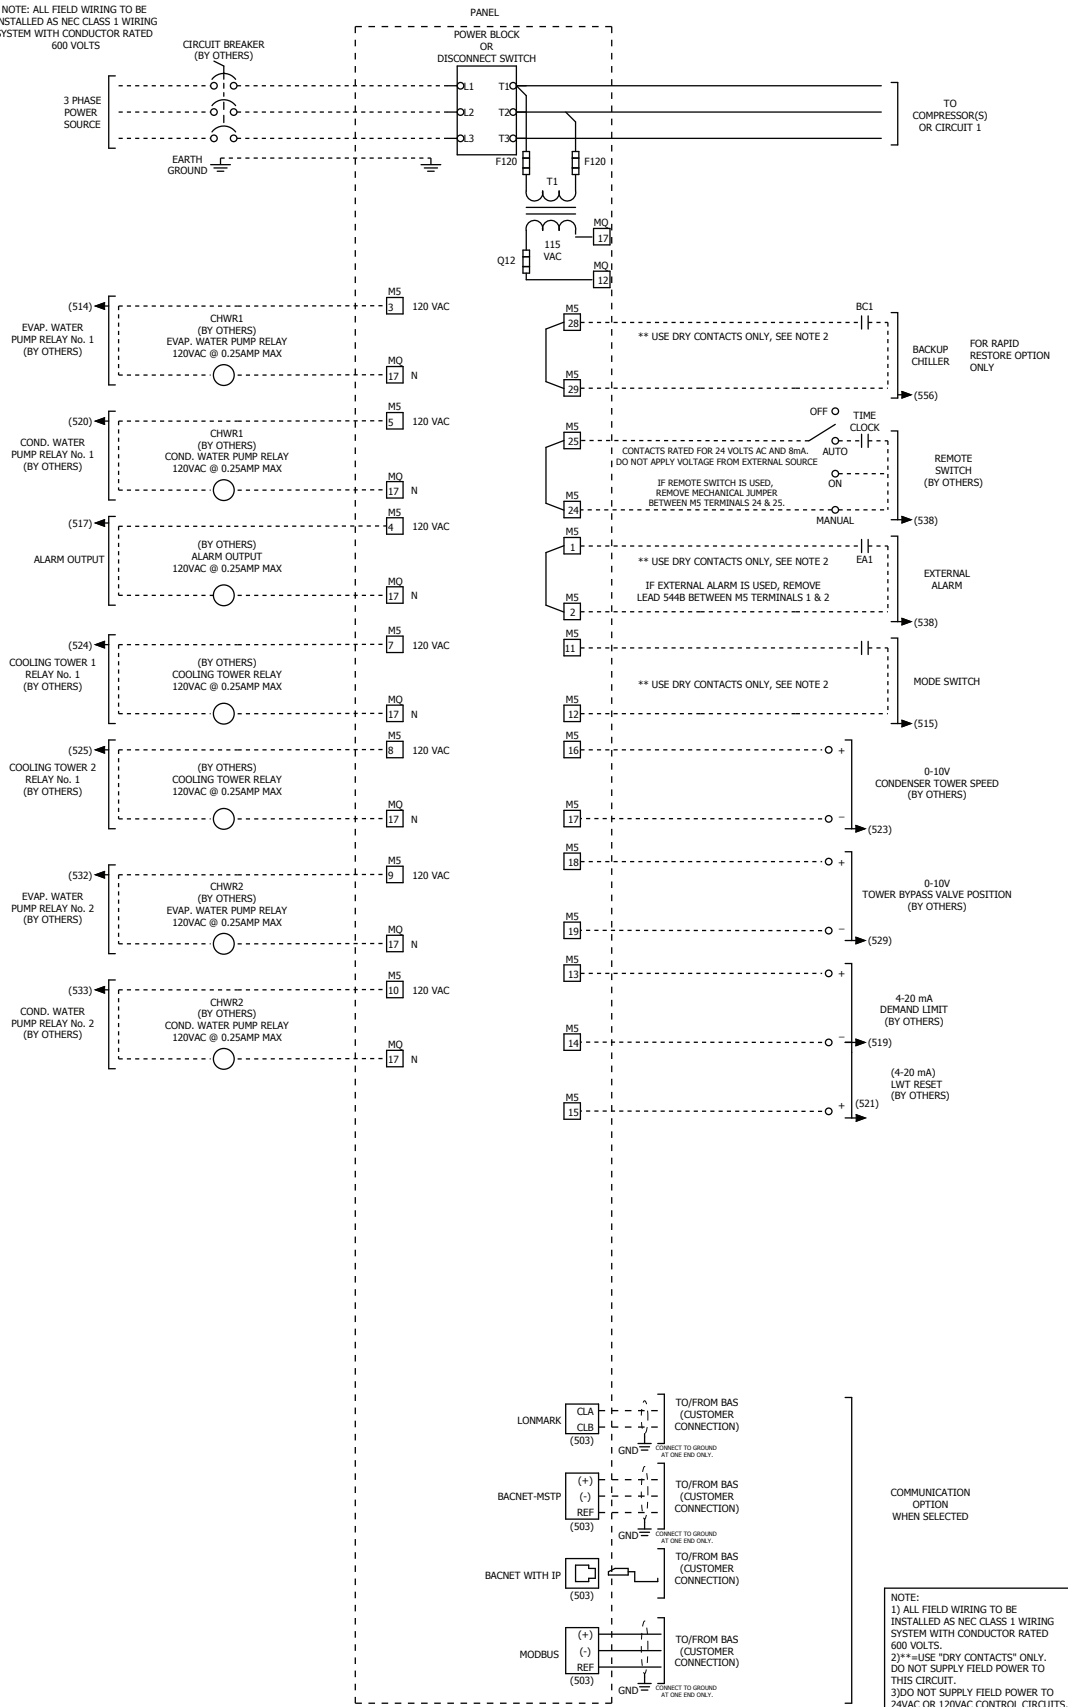 NOTE: ALL FIELD WIRING TO BE
INSTALLED AS NEC CLASS 1 WIRING
SYSTEM WITH CONDUCTOR RATED
600 VOLTS
PANEL
POWER BLOCK
OR
DISCONNECT SWITCH
CIRCUIT BREAKER
(BY OTHERS)
3 PHASE
POWER
SOURCE
L1 T1
L2 T2
L3 T3
TO
COMPRESSOR(S)
OR CIRCUIT 1
EARTH
GROUND
F120 F120
T1
115
VAC
Q12
MQ
17
MQ
12
(514)
EVAP. WATER
PUMP RELAY No. 1
(BY OTHERS)
CHWR1
(BY OTHERS)
EVAP. WATER PUMP RELAY
120VAC @ 0.25AMP MAX
M5
3 120 VAC
MQ
17 N
(520)
COND. WATER
PUMP RELAY No. 1
(BY OTHERS)
CHWR1
(BY OTHERS)
COND. WATER PUMP RELAY
120VAC @ 0.25AMP MAX
M5
5 120 VAC
MQ
17 N
(517)
ALARM OUTPUT
(BY OTHERS)
ALARM OUTPUT
120VAC @ 0.25AMP MAX
M5
4 120 VAC
MQ
17 N
(524)
COOLING TOWER 1
RELAY No. 1
(BY OTHERS)
(BY OTHERS)
COOLING TOWER RELAY
120VAC @ 0.25AMP MAX
M5
7 120 VAC
MQ
17 N
(525)
COOLING TOWER 2
RELAY No. 1
(BY OTHERS)
(BY OTHERS)
COOLING TOWER RELAY
120VAC @ 0.25AMP MAX
M5
8 120 VAC
MQ
17 N
(532)
EVAP. WATER
PUMP RELAY No. 2
(BY OTHERS)
CHWR2
(BY OTHERS)
EVAP. WATER PUMP RELAY
120VAC @ 0.25AMP MAX
M5
9 120 VAC
MQ
17 N
(533)
COND. WATER
PUMP RELAY No. 2
(BY OTHERS)
CHWR2
(BY OTHERS)
COND. WATER PUMP RELAY
120VAC @ 0.25AMP MAX
M5
10 120 VAC
MQ
17 N
M5
28
BC1
** USE DRY CONTACTS ONLY, SEE NOTE 2
M5
29
BACKUP
CHILLER
FOR RAPID
RESTORE OPTION
ONLY
(556)
M5
25
OFF
TIME
CLOCK
AUTO
CONTACTS RATED FOR 24 VOLTS AC AND 8mA.
DO NOT APPLY VOLTAGE FROM EXTERNAL SOURCE
ON
IF REMOTE SWITCH IS USED,
REMOVE MECHANICAL JUMPER
BETWEEN M5 TERMINALS 24 & 25.
M5
24
MANUAL
REMOTE
SWITCH
(BY OTHERS)
(538)
M5
1
EA1
** USE DRY CONTACTS ONLY, SEE NOTE 2
IF EXTERNAL ALARM IS USED, REMOVE
LEAD 544B BETWEEN M5 TERMINALS 1 & 2
M5
2
EXTERNAL
ALARM
(538)
M5
11
** USE DRY CONTACTS ONLY, SEE NOTE 2
M5
12
MODE SWITCH
(515)
M5
16 +
0-10V
CONDENSER TOWER SPEED
(BY OTHERS)
M5
17 −
(523)
M5
18 +
0-10V
TOWER BYPASS VALVE POSITION
(BY OTHERS)
M5
19 −
(529)
M5
13 +
4-20 mA
DEMAND LIMIT
(BY OTHERS)
M5
14 −
(519)
(4-20 mA)
LWT RESET
(BY OTHERS)
M5
15 +
(521)
LONMARK
CLA
CLB
(503)
GND
CONNECT TO GROUND
AT ONE END ONLY.
TO/FROM BAS
(CUSTOMER
CONNECTION)
BACNET-MSTP
(+)
(-)
REF
(503)
GND
CONNECT TO GROUND
AT ONE END ONLY.
TO/FROM BAS
(CUSTOMER
CONNECTION)
BACNET WITH IP
(503)
TO/FROM BAS
(CUSTOMER
CONNECTION)
MODBUS
(+)
(-)
REF
(503)
GND
CONNECT TO GROUND
AT ONE END ONLY.
TO/FROM BAS
(CUSTOMER
CONNECTION)
COMMUNICATION
OPTION
WHEN SELECTED
NOTE:
1) ALL FIELD WIRING TO BE
INSTALLED AS NEC CLASS 1 WIRING
SYSTEM WITH CONDUCTOR RATED
600 VOLTS.
2)**=USE "DRY CONTACTS" ONLY.
DO NOT SUPPLY FIELD POWER TO
THIS CIRCUIT.
3)DO NOT SUPPLY FIELD POWER TO
24VAC OR 120VAC CONTROL CIRCUITS.